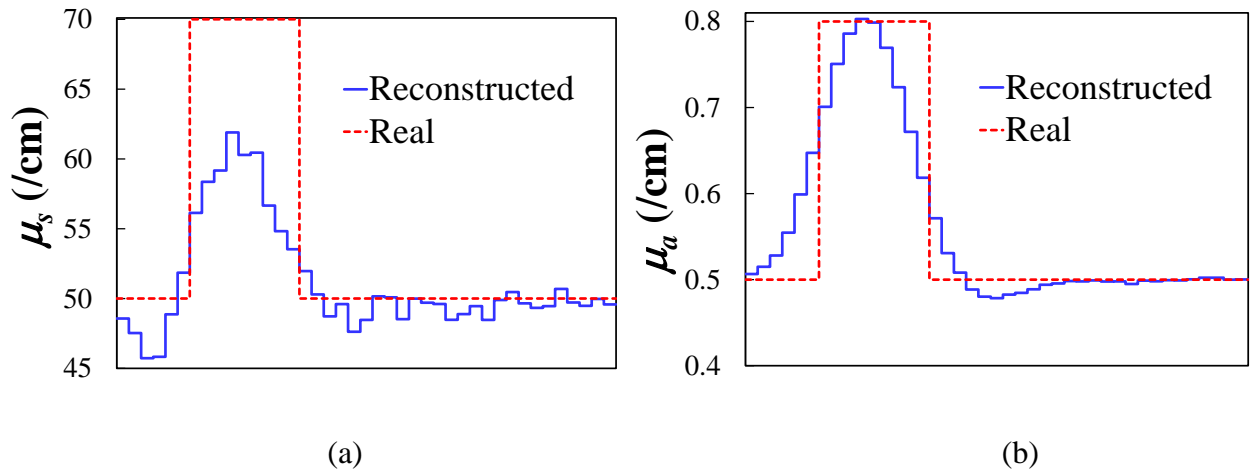 70
65
60
55
50
45
μs (/cm)
Reconstructed
Real
(a)
0.8
0.7
0.6
0.5
0.4
μa (/cm)
Reconstructed
Real
(b)